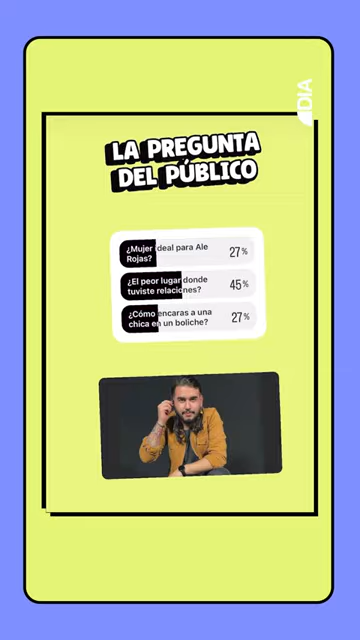 DIA
LA PREGUNTA
DEL PÚBLICO
¿Mujer ideal para Ale
Rojas?
27%
¿El peor lugar donde
tuviste relaciones?
45%
¿Cómo encaras a una
chica en un boliche?
27%